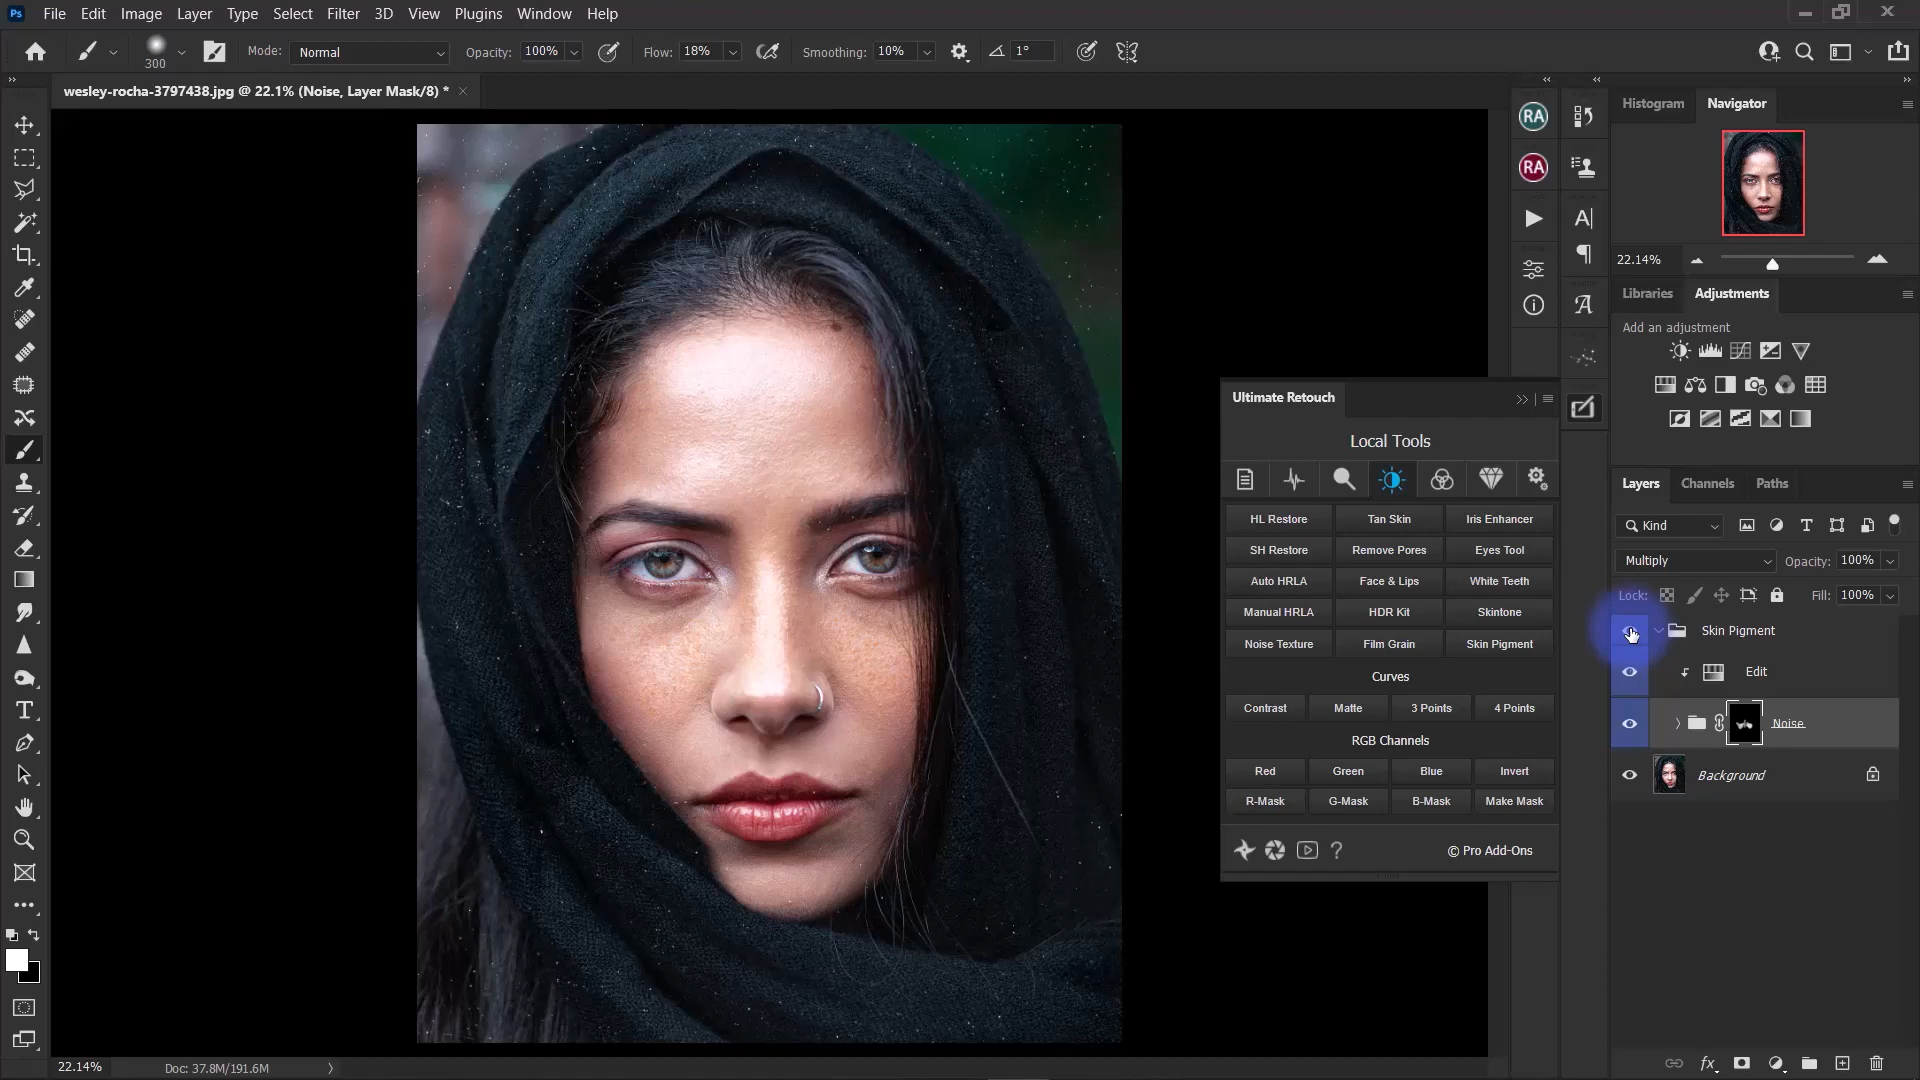 Ps File Edit Image Layer Type Select Filter 3D View Plugins Window Help
300 Mode: Normal Opacity: 100% Flow: 18% Smoothing: 10% 1°
wesley-rocha-3797438.jpg @ 22.1% (Noise, Layer Mask/8) *
Histogram Navigator
RA
RA
22.14%
Libraries Adjustments
Add an adjustment
Ultimate Retouch
Local Tools
HL Restore Tan Skin Iris Enhancer
SH Restore Remove Pores Eyes Tool
Auto HRLA Face & Lips White Teeth
Manual HRLA HDR Kit Skintone
Noise Texture Film Grain Skin Pigment
Curves
Contrast Matte 3 Points 4 Points
RGB Channels
Red Green Blue Invert
R-Mask G-Mask B-Mask Make Mask
© Pro Add-Ons
Layers Channels Paths
Kind
Multiply Opacity: 100%
Lock: Fill: 100%
Skin Pigment
Edit
Noise
Background
22.14% Doc: 37.8M/191.6M